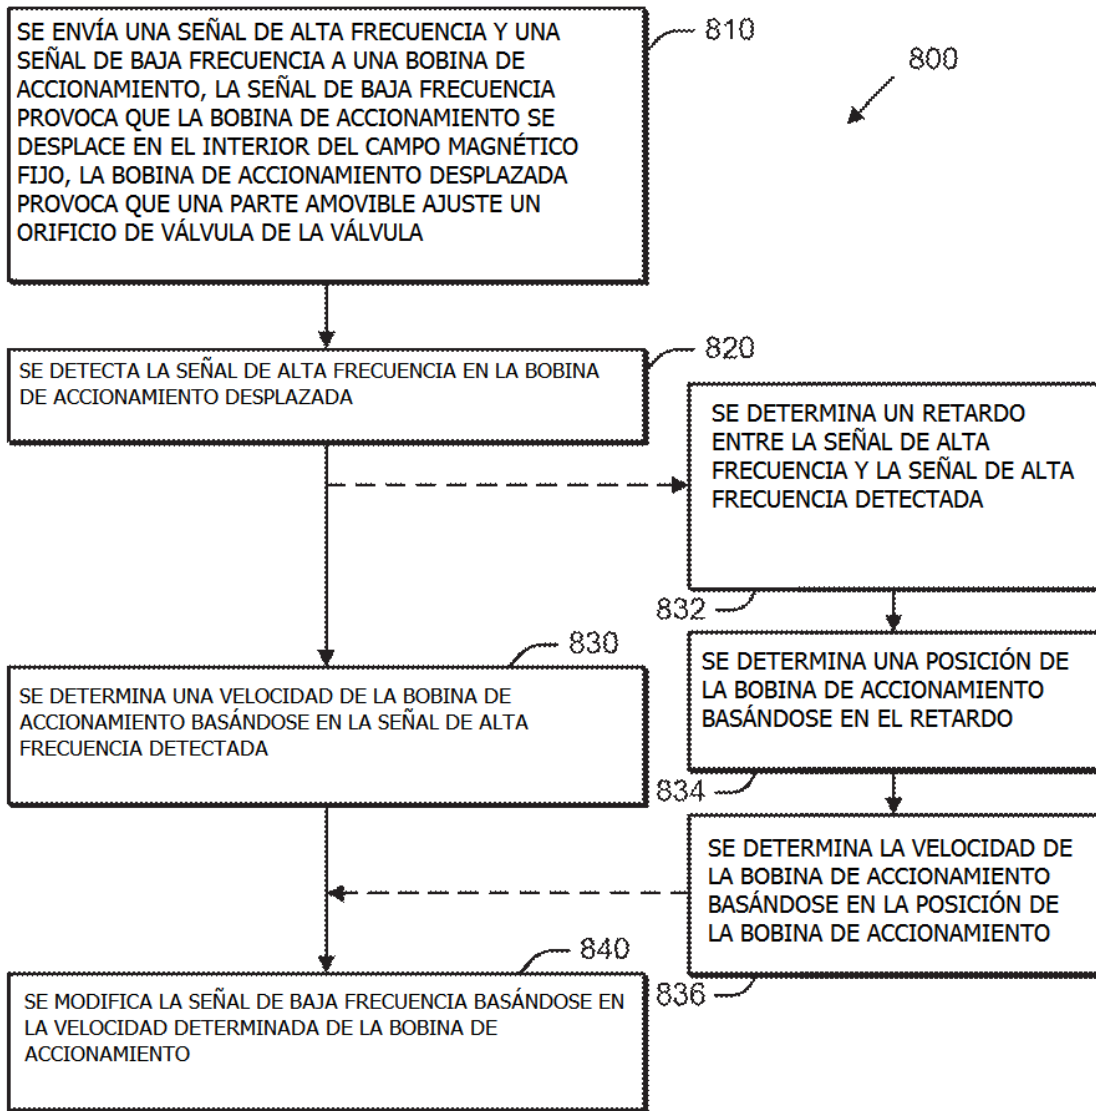 SE ENVÍA UNA SEÑAL DE ALTA FRECUENCIA Y UNA
SEÑAL DE BAJA FRECUENCIA A UNA BOBINA DE
ACCIONAMIENTO, LA SEÑAL DE BAJA FRECUENCIA
PROVOCA QUE LA BOBINA DE ACCIONAMIENTO SE
DESPLACE EN EL INTERIOR DEL CAMPO MAGNÉTICO
FIJO, LA BOBINA DE ACCIONAMIENTO DESPLAZADA
PROVOCA QUE UNA PARTE AMOVIBLE AJUSTE UN
ORIFICIO DE VÁLVULA DE LA VÁLVULA
810
800
SE DETECTA LA SEÑAL DE ALTA FRECUENCIA EN LA BOBINA
DE ACCIONAMIENTO DESPLAZADA
820
SE DETERMINA UN RETARDO
ENTRE LA SEÑAL DE ALTA
FRECUENCIA Y LA SEÑAL DE ALTA
FRECUENCIA DETECTADA
832
830
SE DETERMINA UNA VELOCIDAD DE LA BOBINA DE
ACCIONAMIENTO BASÁNDOSE EN LA SEÑAL DE ALTA
FRECUENCIA DETECTADA
SE DETERMINA UNA POSICIÓN DE
LA BOBINA DE ACCIONAMIENTO
BASÁNDOSE EN EL RETARDO
834
SE DETERMINA LA VELOCIDAD DE
LA BOBINA DE ACCIONAMIENTO
BASÁNDOSE EN LA POSICIÓN DE
LA BOBINA DE ACCIONAMIENTO
836
840
SE MODIFICA LA SEÑAL DE BAJA FRECUENCIA BASÁNDOSE EN
LA VELOCIDAD DETERMINADA DE LA BOBINA DE
ACCIONAMIENTO